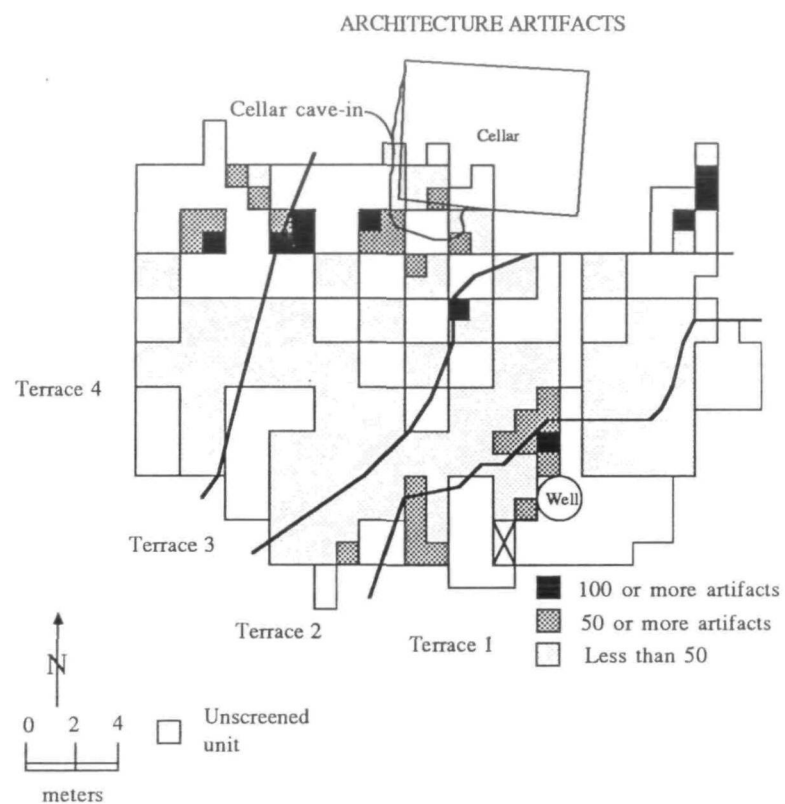 ARCHITECTURE ARTIFACTS
Cellar cave-in
Cellar
Terrace 4
Well
Terrace 3
Terrace 2
Terrace 1
100 or more artifacts
50 or more artifacts
Less than 50
N
0 2 4
meters
Unscreened
unit